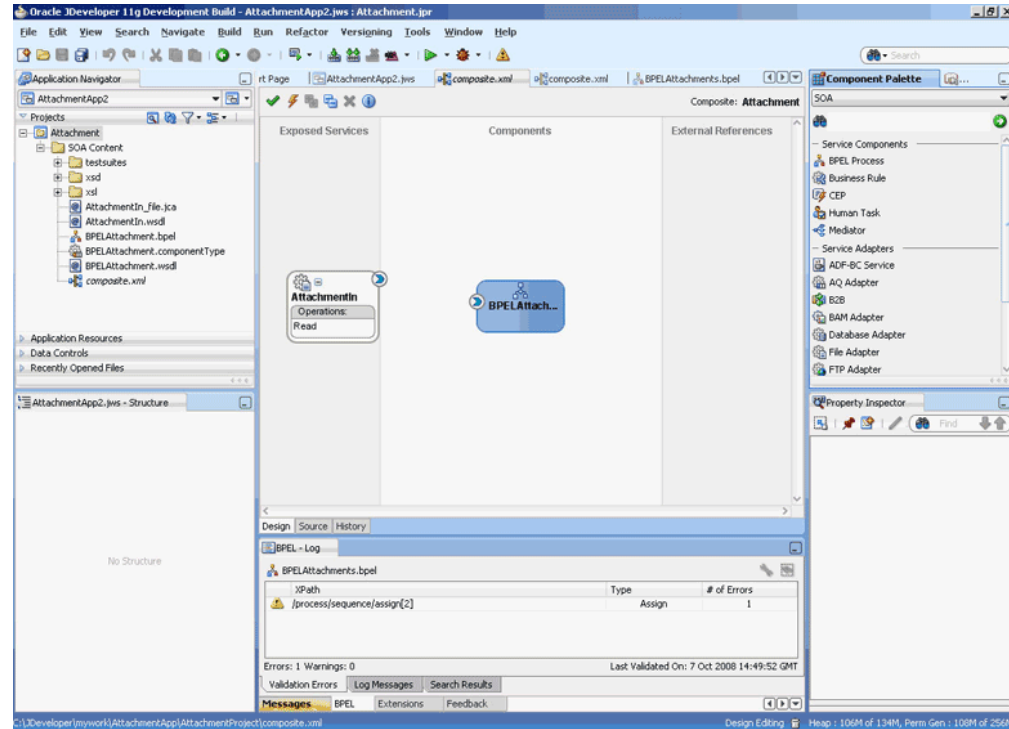 Oracle JDeveloper 11g Development Build - AttachmentApp2.jws : Attachment.jpr
File Edit View Search Navigate Build Run Refactor Versioning Tools Window Help
Search
Application Navigator
AttachmentApp2
Projects
Attachment
SOA Content
testsuites
xsd
xsl
AttachmentIn_file.jca
AttachmentIn.wsdl
BPELAttachment.bpel
BPELAttachment.componentType
BPELAttachment.wsdl
composite.xml
Application Resources
Data Controls
Recently Opened Files
AttachmentApp2.jws - Structure
No Structure
rt Page AttachmentApp2.jws composite.xml composite.xml BPELAttachments.bpel
Composite: Attachment
Exposed Services Components External References
AttachmentIn
Operations:
Read
BPELAttach...
Design Source History
BPEL - Log
BPELAttachments.bpel
XPath Type # of Errors
/process/sequence/assign[2] Assign 1
Errors: 1 Warnings: 0 Last Validated On: 7 Oct 2008 14:49:52 GMT
Validation Errors Log Messages Search Results
Messages BPEL Extensions Feedback
Component Palette
SOA
Service Components
BPEL Process
Business Rule
CEP
Human Task
Mediator
Service Adapters
ADF-BC Service
AQ Adapter
B2B
BAM Adapter
Database Adapter
File Adapter
FTP Adapter
Property Inspector
Find
C:\JDeveloper\mywork\AttachmentApp\AttachmentProject\composite.xml Design Editing Heap : 106M of 134M, Perm Gen : 108M of 256M